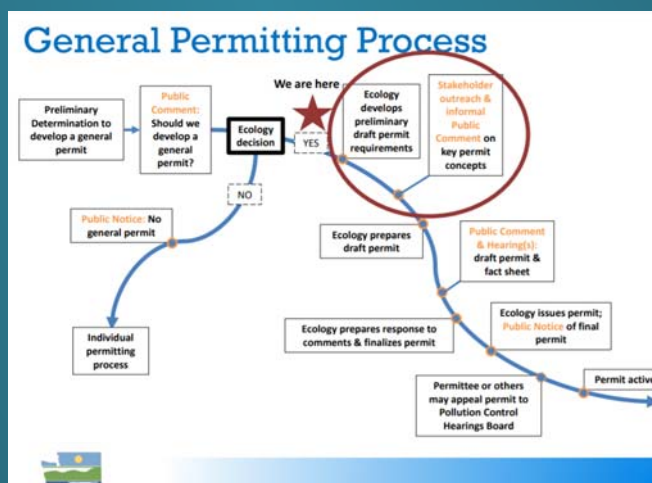 General Permitting Process
We are here
Preliminary
Determination to
develop a general
permit
Public
Comment:
Should we
develop a
general
permit?
Ecology
decision
YES
NO
Ecology
develops
preliminary
draft permit
requirements
Stakeholder
outreach &
informal
Public
Comment on
key permit
concepts
Public Notice: No
general permit
Individual
permitting
process
Ecology prepares
draft permit
Public Comment
& Hearing(s):
draft permit &
fact sheet
Ecology prepares response to
comments & finalizes permit
Ecology issues permit;
Public Notice of final
permit
Permittee or others
may appeal permit to
Pollution Control
Hearings Board
Permit active